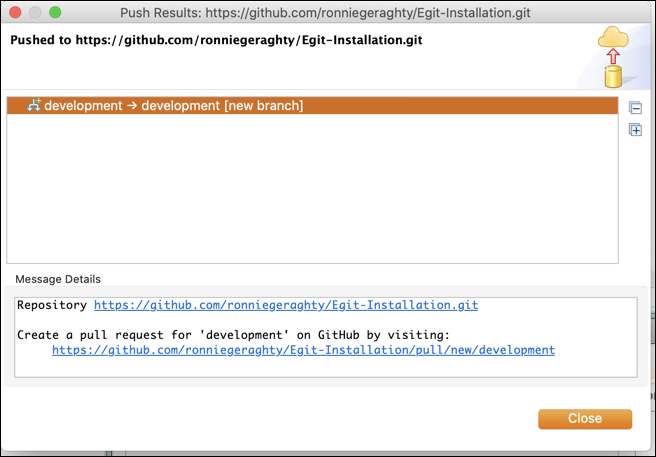 Push Results: https://github.com/ronniegeraghty/Egit-Installation.git
Pushed to https://github.com/ronniegeraghty/Egit-Installation.git
development → development [new branch]
Message Details
Repository https://github.com/ronniegeraghty/Egit-Installation.git
Create a pull request for 'development' on GitHub by visiting:
https://github.com/ronniegeraghty/Egit-Installation/pull/new/development
Close